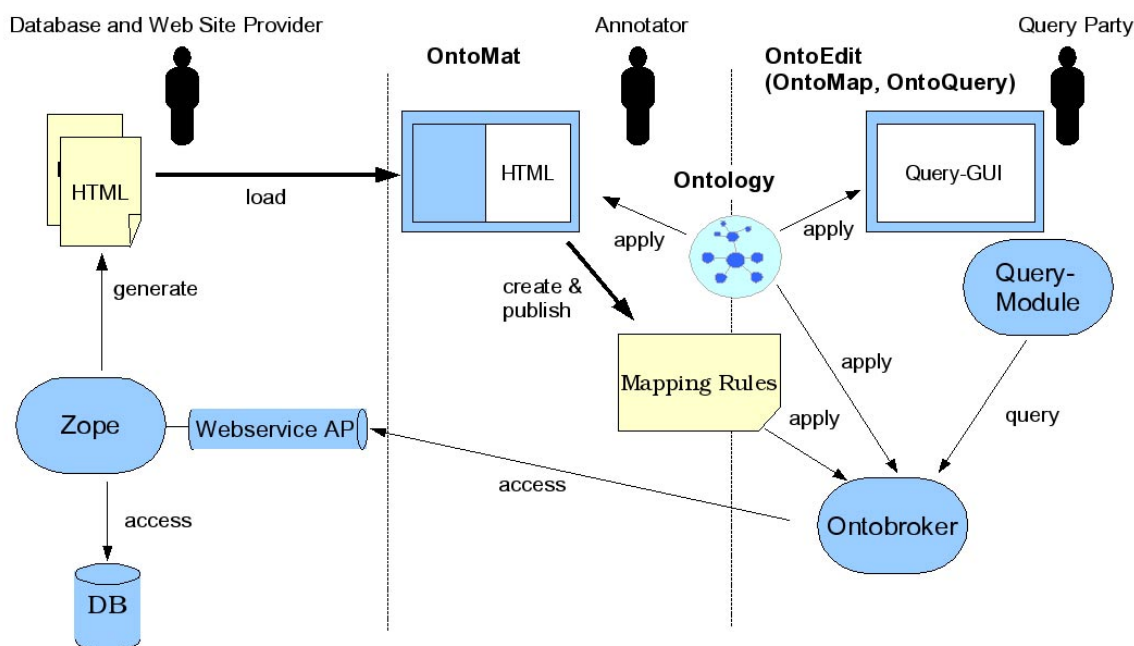 Database and Web Site Provider
Annotator
Query Party
OntoMat
OntoEdit
(OntoMap, OntoQuery)
HTML
load
HTML
Ontology
Query-GUI
apply
apply
generate
create &
publish
Query-
Module
Mapping Rules
apply
Zope
Webservice AP
apply
query
access
Ontobroker
access
DB